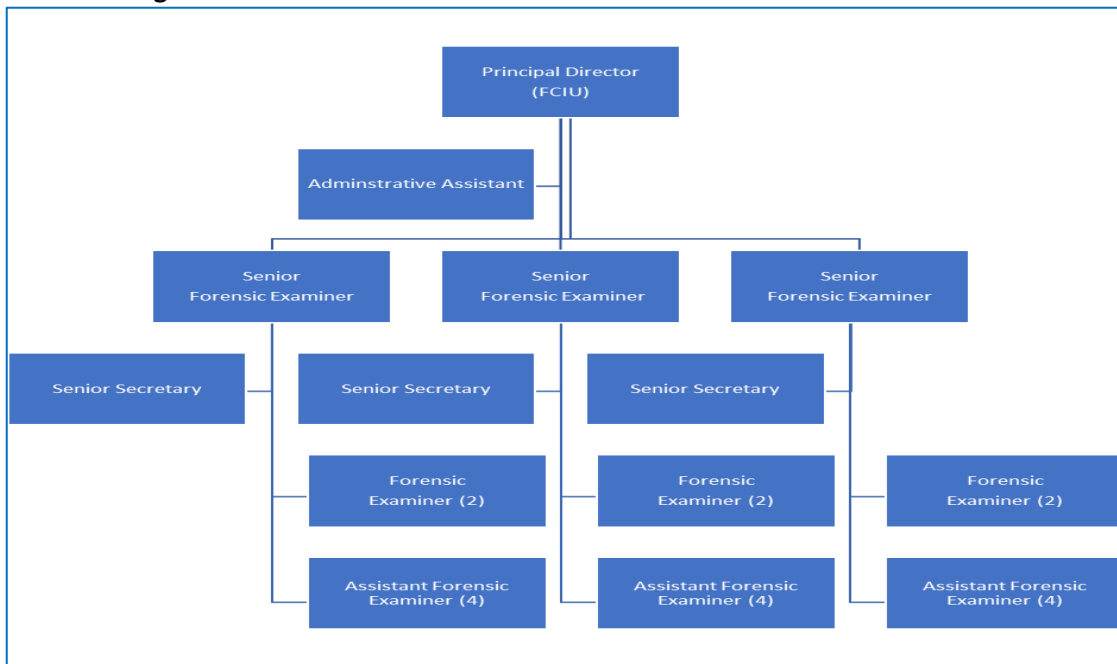 Principal Director
(FCIU)
Adminstrative Assistant
Senior
Forensic Examiner
Senior
Forensic Examiner
Senior
Forensic Examiner
Senior Secretary
Senior Secretary
Senior Secretary
Forensic
Examiner (2)
Forensic
Examiner (2)
Forensic
Examiner (2)
Assistant Forensic
Examiner (4)
Assistant Forensic
Examiner (4)
Assistant Forensic
Examiner (4)